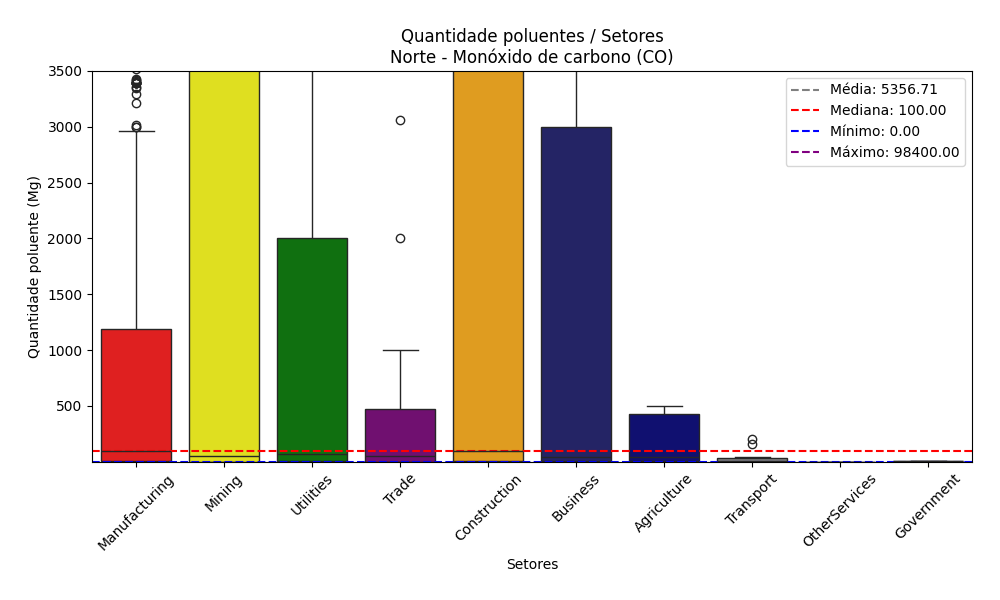 Quantidade poluentes / Setores
Norte - Monóxido de carbono (CO)
Média: 5356.71
Mediana: 100.00
Mínimo: 0.00
Máximo: 98400.00
Quantidade poluente (Mg)
3500
3000
2500
2000
1500
1000
500
Manufacturing
Mining
Utilities
Trade
Construction
Business
Agriculture
Transport
OtherServices
Government
Setores